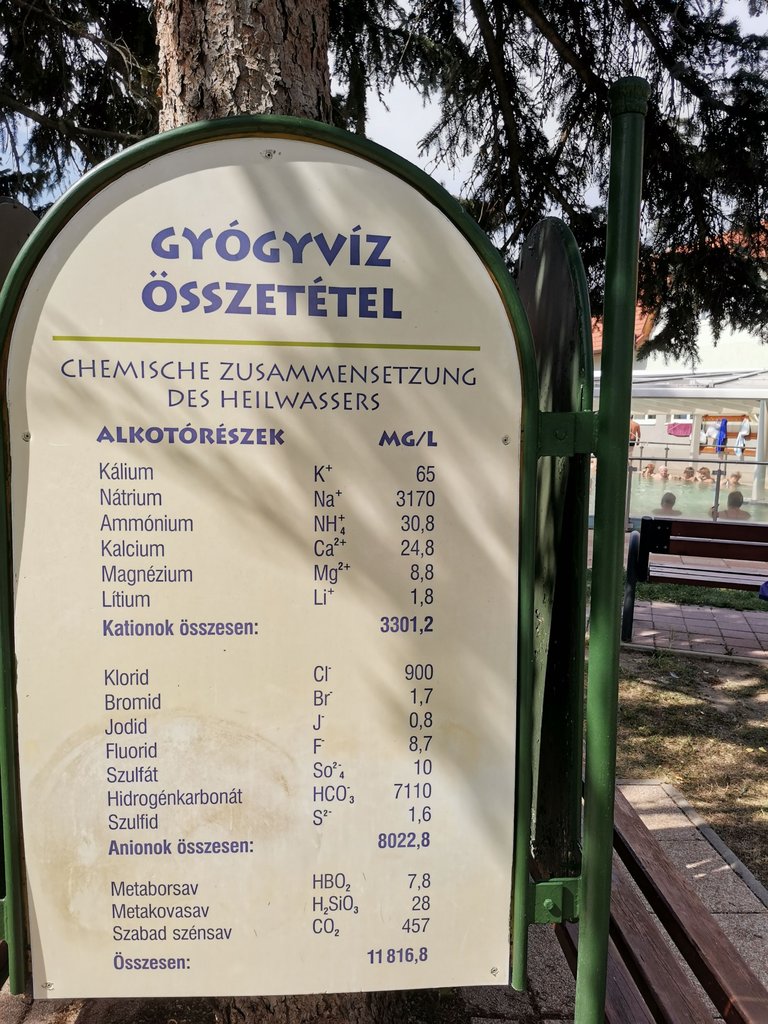 GYÓGYVÍZ
ÖSSZETÉTEL
CHEMISCHE ZUSAMMENSETZUNG
DES HEILWASSERS
ALKOTÓRÉSZEK MG/L
Kálium K⁺ 65
Nátrium Na⁺ 3170
Ammónium NH₄⁺ 30,8
Kalcium Ca²⁺ 24,8
Magnézium Mg²⁺ 8,8
Lítium Li⁺ 1,8
Kationok összesen: 3301,2
Klorid Cl⁻ 900
Bromid Br⁻ 1,7
Jodid J⁻ 0,8
Fluorid F⁻ 8,7
Szulfát So²⁻₄ 10
Hidrogénkarbonát HCO⁻₃ 7110
Szulfid S²⁻ 1,6
Anionok összesen: 8022,8
Metaborsav HBO₂ 7,8
Metakovasav H₂SiO₃ 28
Szabad szénsav CO₂ 457
Összesen: 11 816,8